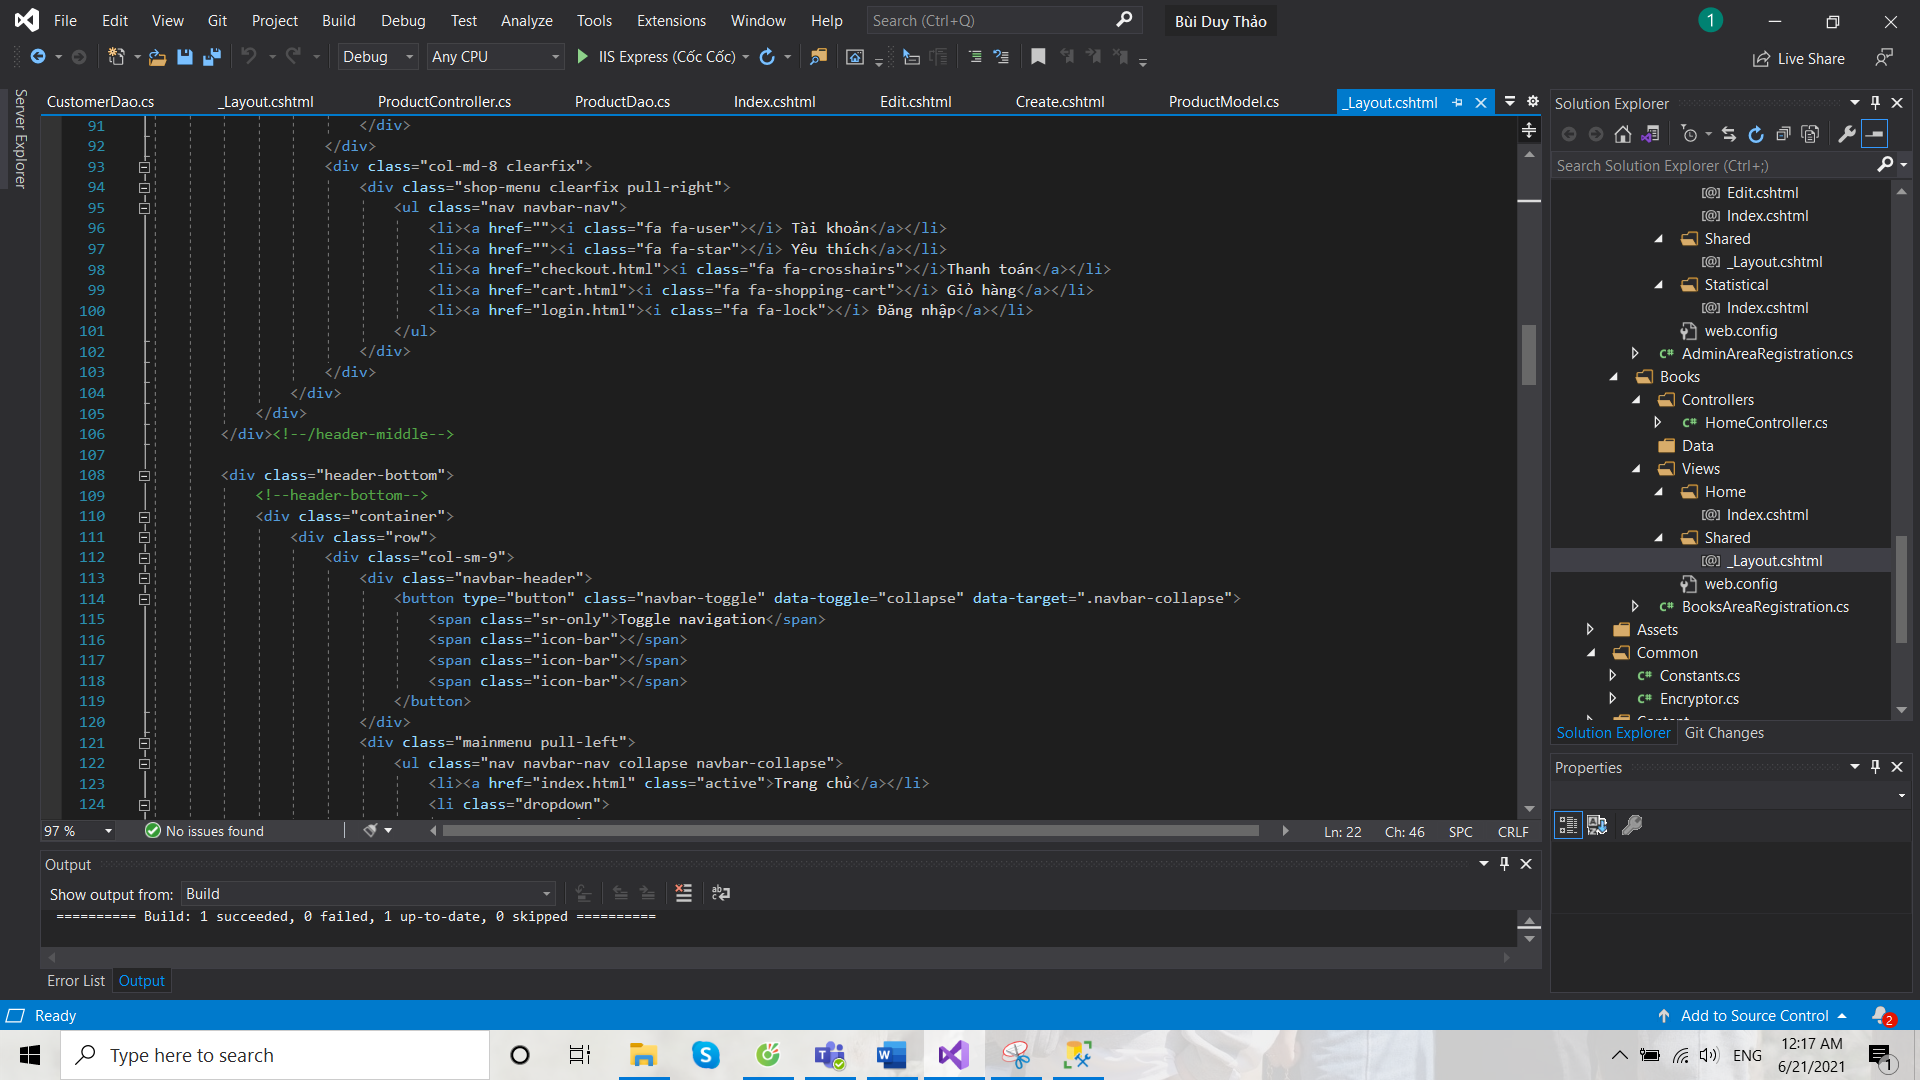 File Edit View Git Project Build Debug Test Analyze Tools Extensions Window Help Search (Ctrl+Q) Bùi Duy Thảo 1
Debug Any CPU IIS Express (Cốc Cốc) Live Share
Server Explorer
CustomerDao.cs _Layout.cshtml ProductController.cs ProductDao.cs Index.cshtml Edit.cshtml Create.cshtml ProductModel.cs _Layout.cshtml
91 </div>
92 </div>
93 <div class="col-md-8 clearfix">
94 <div class="shop-menu clearfix pull-right">
95 <ul class="nav navbar-nav">
96 <li><a href=""><i class="fa fa-user"></i> Tài khoản</a></li>
97 <li><a href=""><i class="fa fa-star"></i> Yêu thích</a></li>
98 <li><a href="checkout.html"><i class="fa fa-crosshairs"></i>Thanh toán</a></li>
99 <li><a href="cart.html"><i class="fa fa-shopping-cart"></i> Giỏ hàng</a></li>
100 <li><a href="login.html"><i class="fa fa-lock"></i> Đăng nhập</a></li>
101 </ul>
102 </div>
103 </div>
104 </div>
105 </div>
106 </div><!--/header-middle-->
107
108 <div class="header-bottom">
109 <!--header-bottom-->
110 <div class="container">
111 <div class="row">
112 <div class="col-sm-9">
113 <div class="navbar-header">
114 <button type="button" class="navbar-toggle" data-toggle="collapse" data-target=".navbar-collapse">
115 <span class="sr-only">Toggle navigation</span>
116 <span class="icon-bar"></span>
117 <span class="icon-bar"></span>
118 <span class="icon-bar"></span>
119 </button>
120 </div>
121 <div class="mainmenu pull-left">
122 <ul class="nav navbar-nav collapse navbar-collapse">
123 <li><a href="index.html" class="active">Trang chủ</a></li>
124 <li class="dropdown">
97 % No issues found Ln: 22 Ch: 46 SPC CRLF
Output
Show output from: Build
========== Build: 1 succeeded, 0 failed, 1 up-to-date, 0 skipped ==========
Error List Output
Solution Explorer
Search Solution Explorer (Ctrl+;)
Edit.cshtml
Index.cshtml
Shared
_Layout.cshtml
Statistical
Index.cshtml
web.config
C# AdminAreaRegistration.cs
Books
Controllers
C# HomeController.cs
Data
Views
Home
Index.cshtml
Shared
_Layout.cshtml
web.config
C# BooksAreaRegistration.cs
Assets
Common
C# Constants.cs
C# Encryptor.cs
Solution Explorer Git Changes
Properties
Ready Add to Source Control 2
Type here to search ENG 12:17 AM 6/21/2021 1